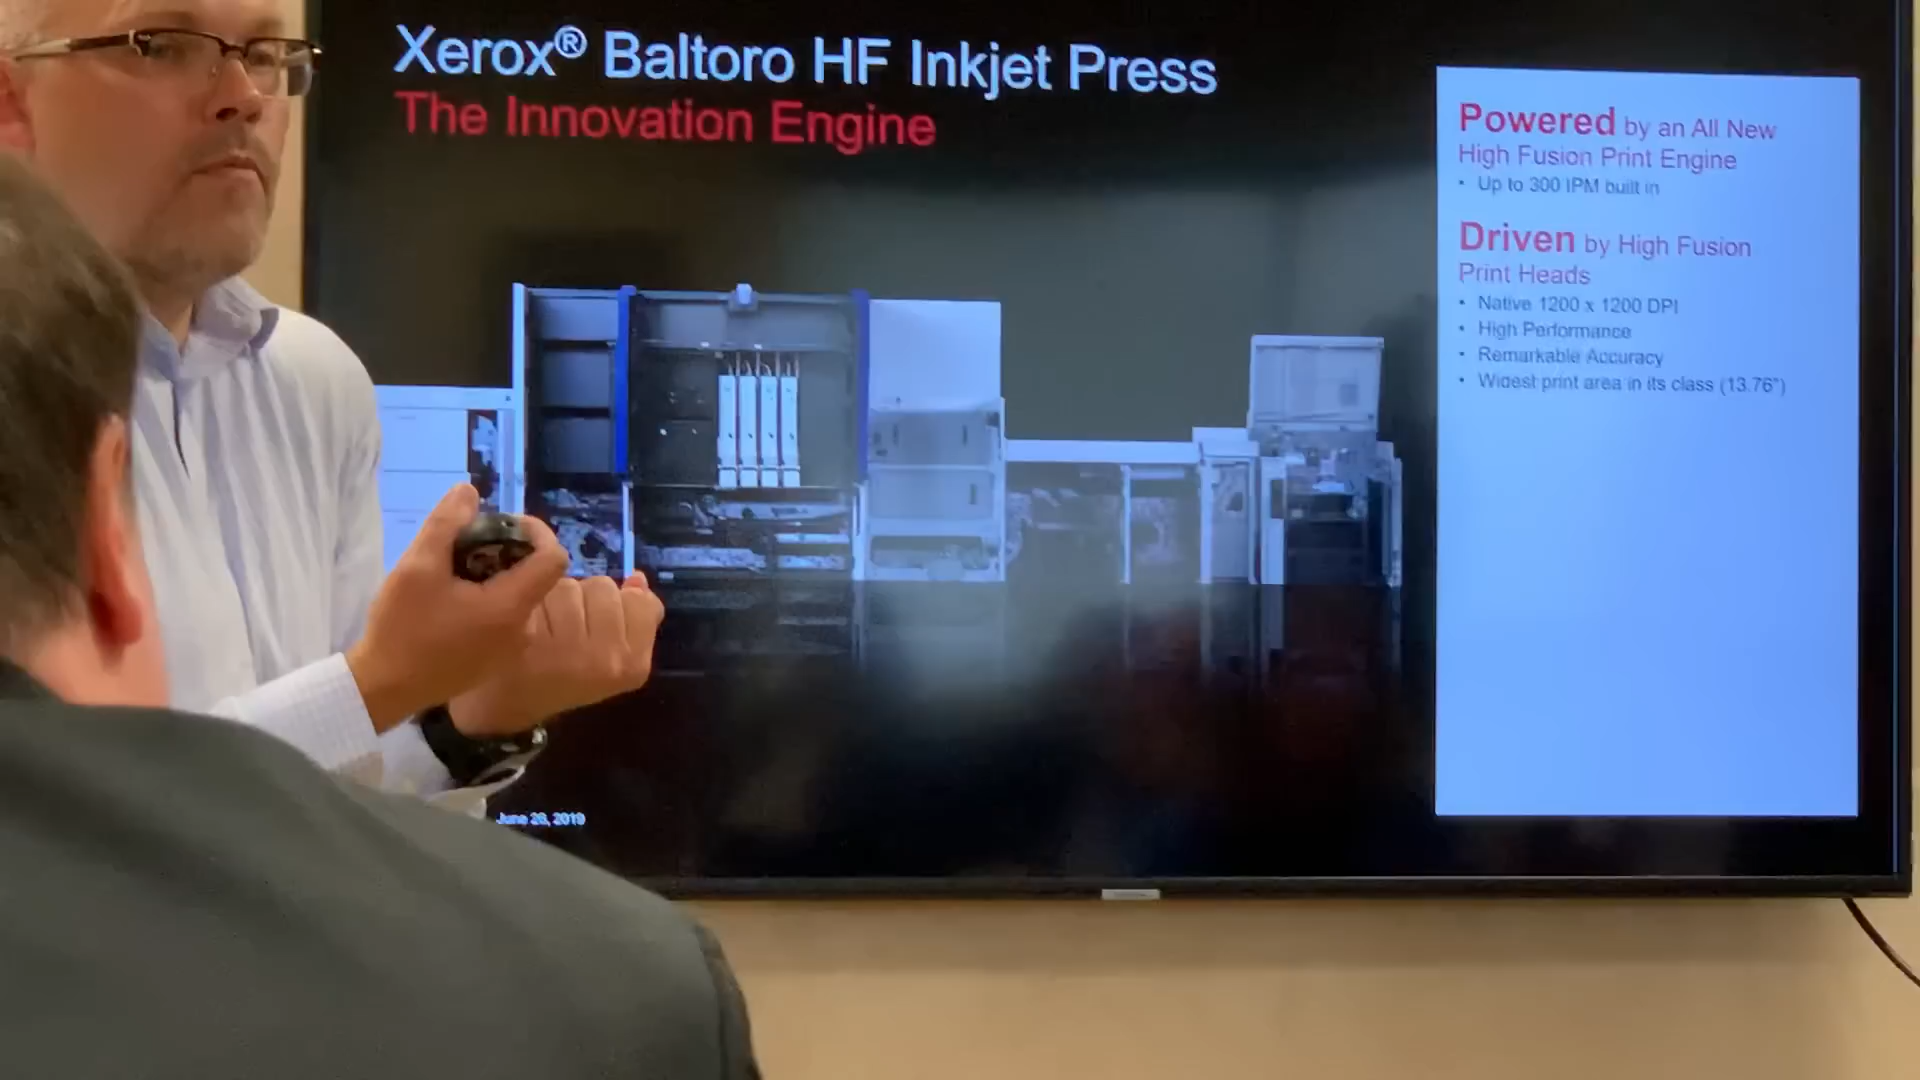 Xerox® Baltoro HF Inkjet Press
The Innovation Engine
Powered by an All New
High Fusion Print Engine
• Up to 300 IPM built in
Driven by High Fusion
Print Heads
• Native 1200 x 1200 DPI
• High Performance
• Remarkable Accuracy
• Widest print area in its class (13.76")
June 26, 2019